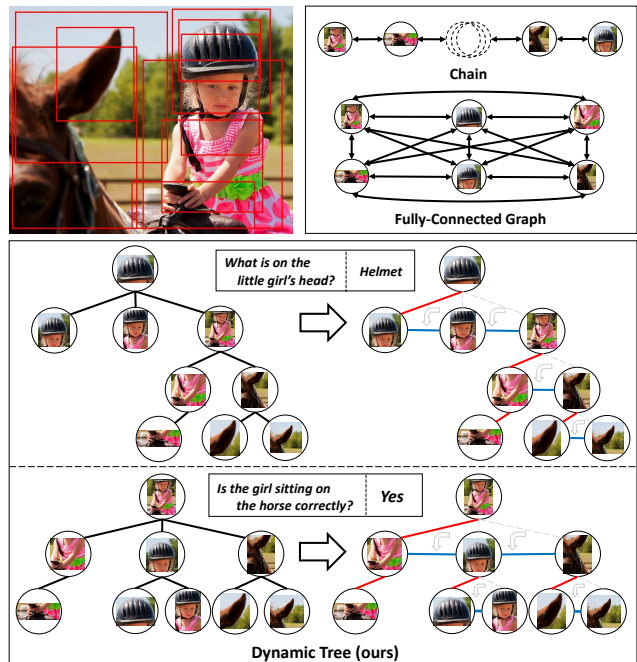 Chain
Fully-Connected Graph
What is on the
little girl's head?
Helmet
Is the girl sitting on
the horse correctly?
Yes
Dynamic Tree (ours)